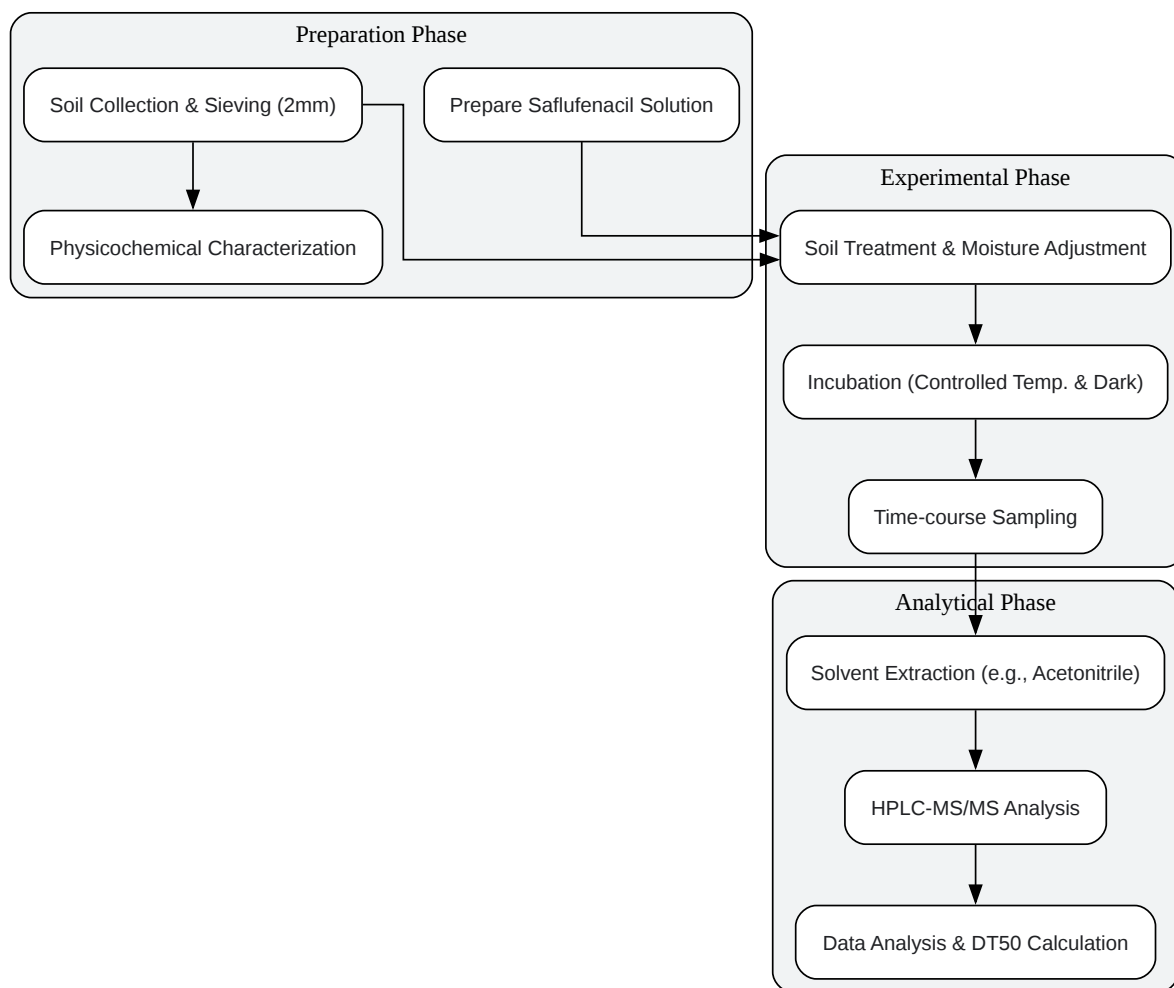 Preparation Phase
Soil Collection & Sieving (2mm)
Prepare Saflufenacil Solution
Physicochemical Characterization
Experimental Phase
Soil Treatment & Moisture Adjustment
Incubation (Controlled Temp. & Dark)
Time-course Sampling
Analytical Phase
Solvent Extraction (e.g., Acetonitrile)
HPLC-MS/MS Analysis
Data Analysis & DT50 Calculation